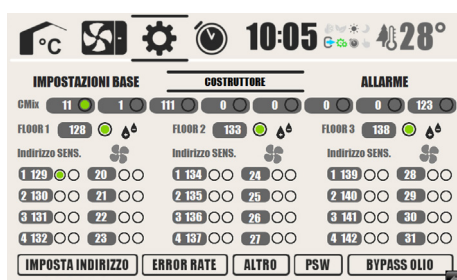 °C 10:05 28°
IMPOSTAZIONI BASE COSTRUTTORE ALLARME
CMix 11 1 111 0 0 0 0 123
FLOOR 1 128 FLOOR 2 133 FLOOR 3 138
Indirizzo SENS. Indirizzo SENS. Indirizzo SENS.
1 129 20 1 134 24 1 139 28
2 130 21 2 135 25 2 140 29
3 131 22 3 136 26 3 141 30
4 132 23 4 137 27 4 142 31
IMPOSTA INDIRIZZO ERROR RATE ALTRO PSW BYPASS OLIO